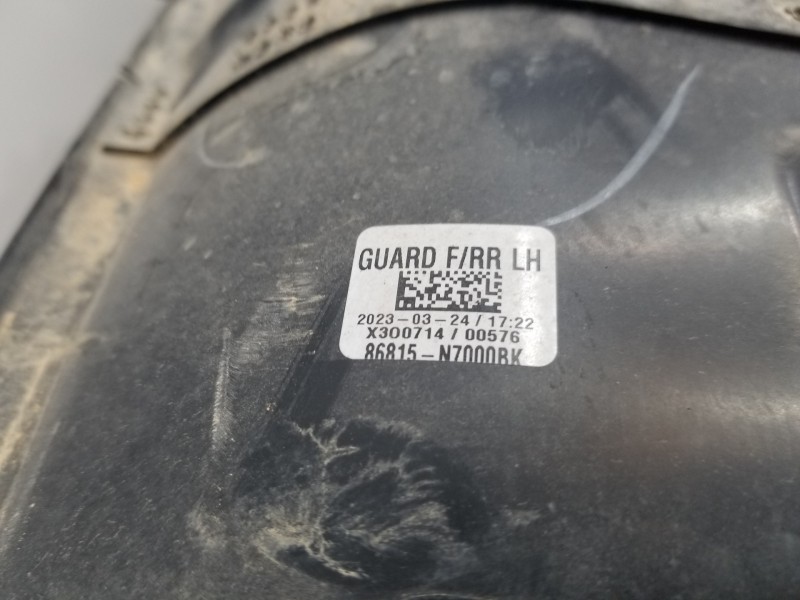 GUARD F/RR LH
2023-03-24/17:22
X300714/00576
86815-N7000BK